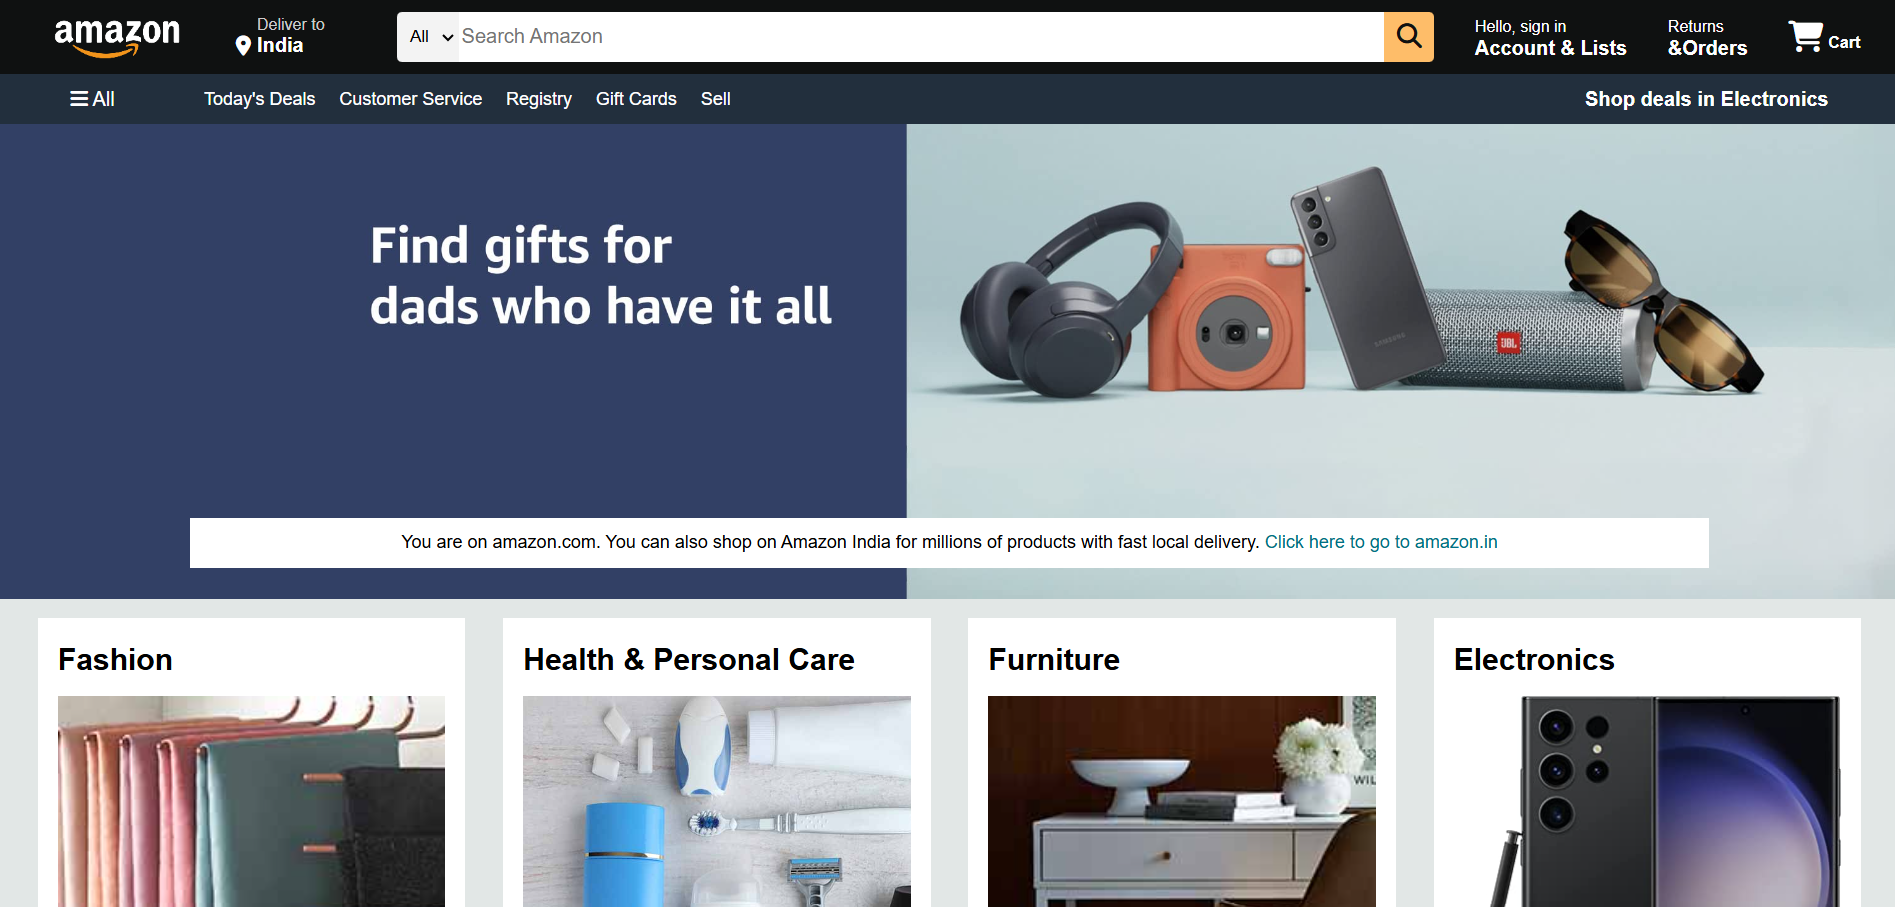 amazon
Deliver to
India
All
Search Amazon
Hello, sign in
Account & Lists
Returns
&Orders
Cart
All
Today's Deals
Customer Service
Registry
Gift Cards
Sell
Shop deals in Electronics
Find gifts for
dads who have it all
SAMSUNG
JBL
You are on amazon.com. You can also shop on Amazon India for millions of products with fast local delivery. Click here to go to amazon.in
Fashion
Health & Personal Care
Furniture
Electronics
WIL